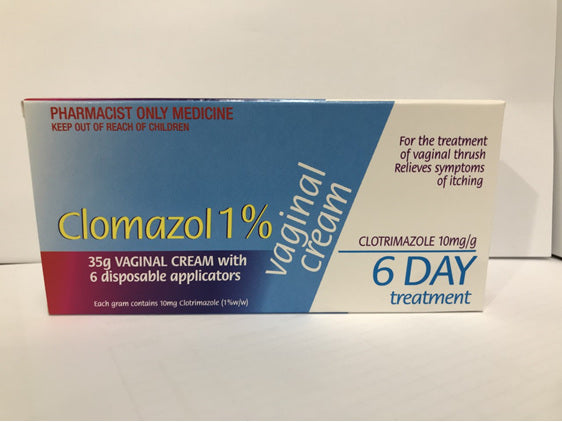 PHARMACIST ONLY MEDICINE
KEEP OUT OF REACH OF CHILDREN
Clomazol 1%
35g VAGINAL CREAM with
6 disposable applicators
Each gram contains 10mg Clotrimazole (1%w/w)
vaginal
cream
For the treatment
of vaginal thrush
Relieves symptoms
of itching
CLOTRIMAZOLE 10mg/g
6 DAY
treatment